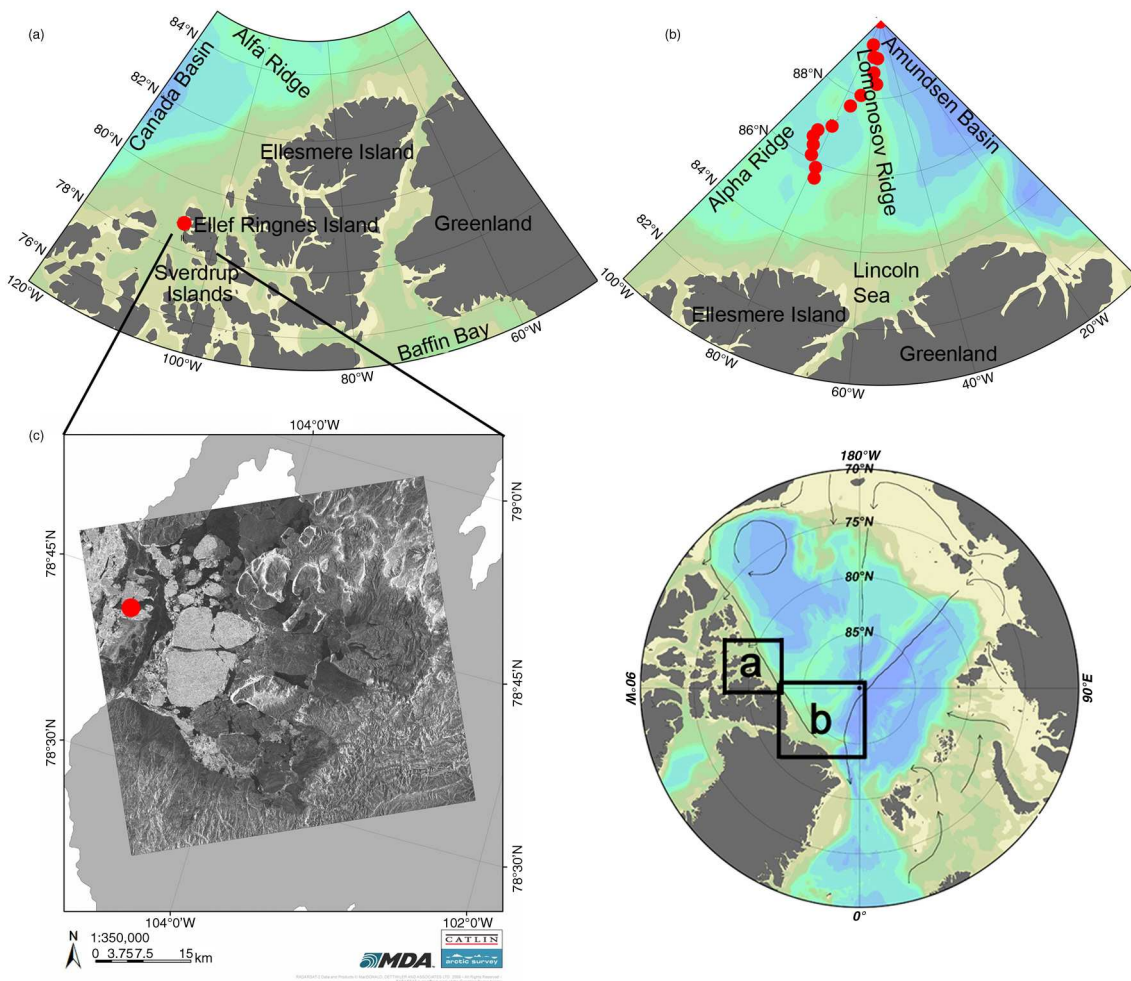 (a)
84°N
82°N
80°N
78°N
76°N
120°W
100°W
80°W
60°W
Canada Basin
Alfa Ridge
Ellesmere Island
Ellef Ringnes Island
Greenland
Sverdrup
Islands
Baffin Bay
(b)
88°N
86°N
84°N
82°N
100°W
80°W
60°W
40°W
20°W
Alpha Ridge
Lomonosov Ridge
Amundsen Basin
Lincoln
Sea
Ellesmere Island
Greenland
(c)
104°0'W
79°0'N
78°45'N
78°45'N
78°30'N
78°30'N
104°0'W
102°0'W
N
1:350,000
0 3.75 7.5 15 km
MDA
CATLIN
arctic survey
180°W
70°N
75°N
80°N
85°N
90°W
90°E
0°
a
b